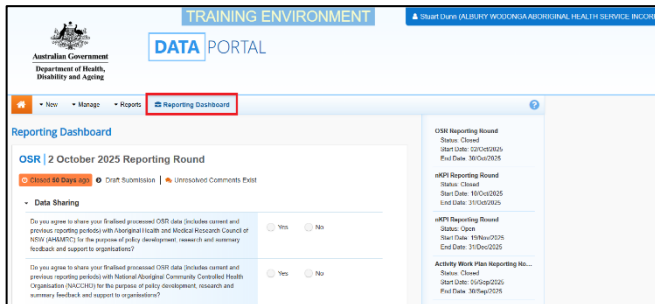 TRAINING ENVIRONMENT
Stuart Dunn (ALBURY WODONGA ABORIGINAL HEALTH SERVICE INCOR
Australian Government
Department of Health,
Disability and Ageing
DATA PORTAL
New Manage Reports Reporting Dashboard
Reporting Dashboard
OSR | 2 October 2025 Reporting Round
Closed 50 Days ago Draft Submission | Unresolved Comments Exist
Data Sharing
Do you agree to share your finalised processed OSR data (includes current and
previous reporting periods) with Aboriginal Health and Medical Research Council of
NSW (AH&MRC) for the purpose of policy development, research and summary
feedback and support to organisations?
Yes No
Do you agree to share your finalised processed OSR data (includes current and
previous reporting periods) with National Aboriginal Community Controlled Health
Organisation (NACCHO) for the purpose of policy development, research and
summary feedback and support to organisations?
Yes No
OSR Reporting Round
Status: Closed
Start Date: 02/Oct/2025
End Date: 30/Oct/2025
nKPI Reporting Round
Status: Closed
Start Date: 10/Oct/2025
End Date: 31/Oct/2025
nKPI Reporting Round
Status: Open
Start Date: 19/Nov/2025
End Date: 31/Dec/2025
Activity Work Plan Reporting Ro...
Status: Closed
Start Date: 05/Sep/2025
End Date: 30/Sep/2025